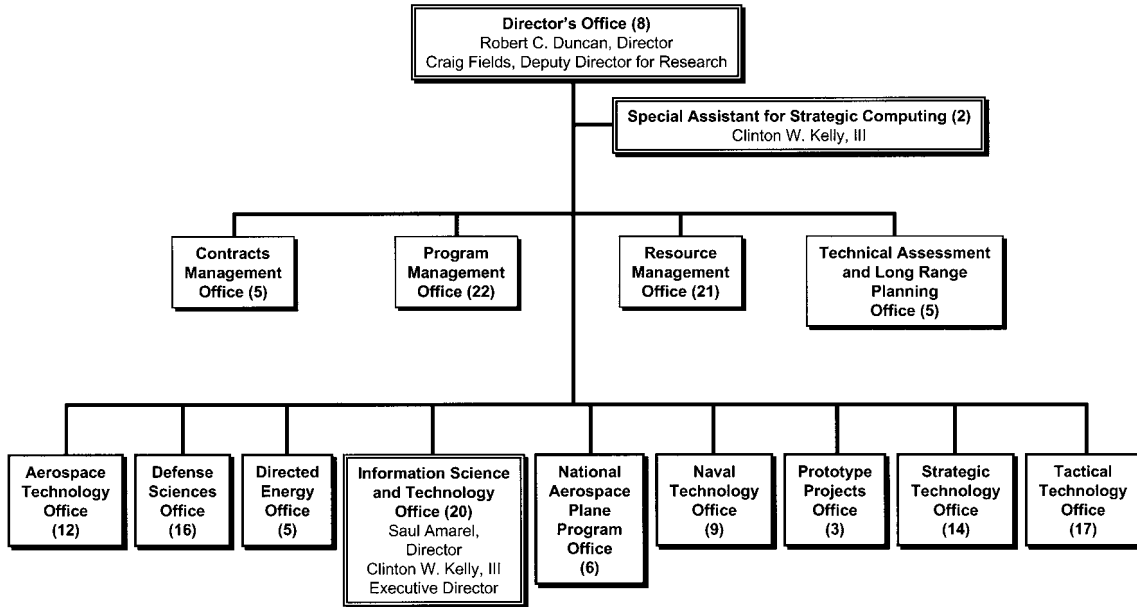 Director's Office (8)
Robert C. Duncan, Director
Craig Fields, Deputy Director for Research
Special Assistant for Strategic Computing (2)
Clinton W. Kelly, III
Contracts
Management
Office (5)
Program
Management
Office (22)
Resource
Management
Office (21)
Technical Assessment
and Long Range
Planning
Office (5)
Aerospace
Technology
Office
(12)
Defense
Sciences
Office
(16)
Directed
Energy
Office
(5)
Information Science
and Technology
Office (20)
Saul Amarel,
Director
Clinton W. Kelly, III
Executive Director
National
Aerospace
Plane
Program
Office
(6)
Naval
Technology
Office
(9)
Prototype
Projects
Office
(3)
Strategic
Technology
Office
(14)
Tactical
Technology
Office
(17)